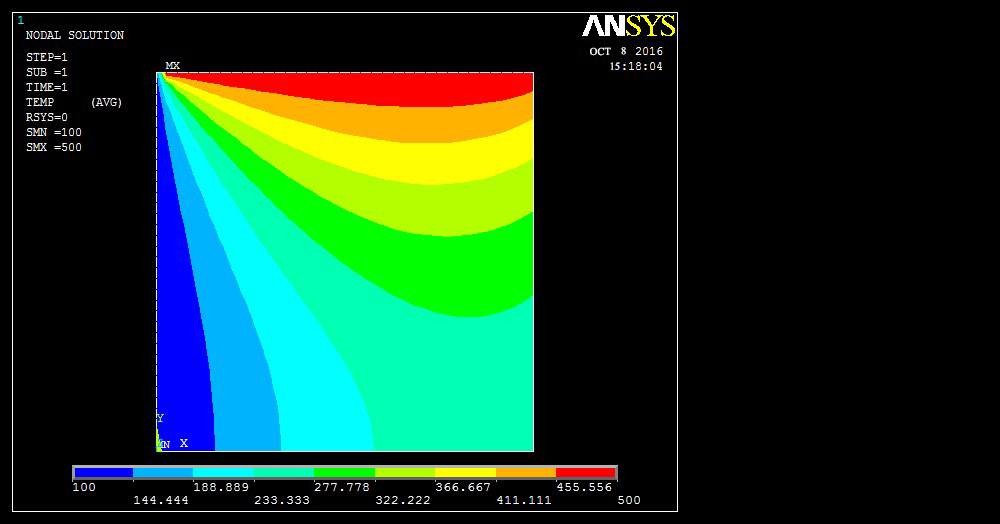 1
ANSYS
NODAL SOLUTION
OCT 8 2016
15:18:04
STEP=1
SUB =1
TIME=1
TEMP (AVG)
RSYS=0
SMN =100
SMX =500
MX
Y
X
100 188.889 277.778 366.667 455.556
144.444 233.333 322.222 411.111 500